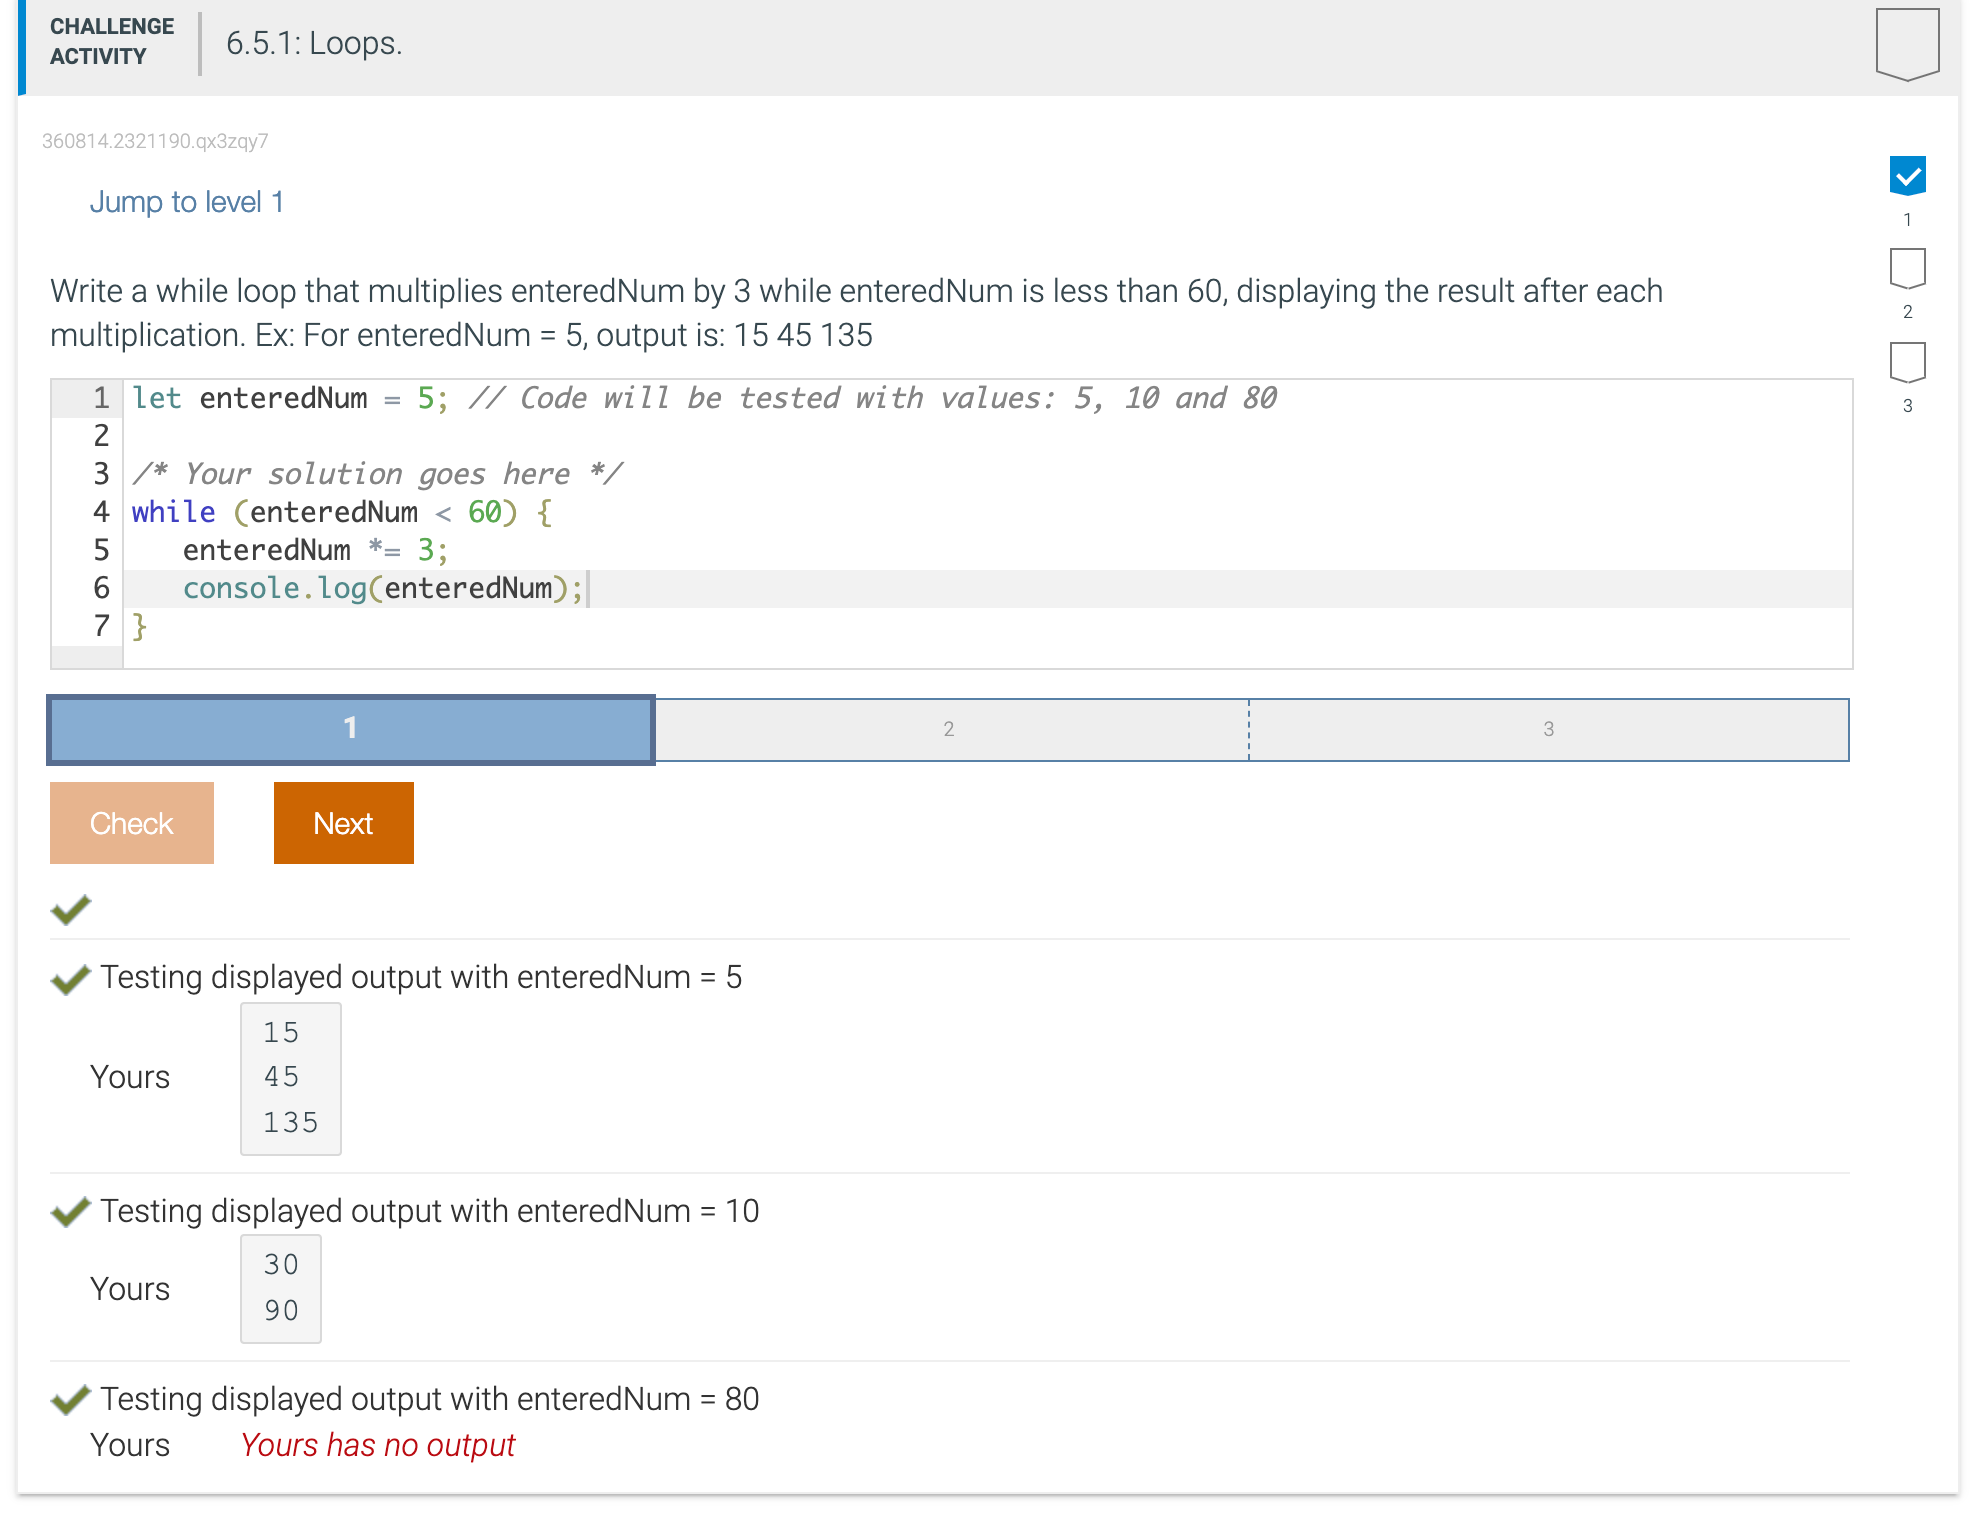 CHALLENGE
ACTIVITY
6.5.1: Loops.
360814.2321190.qx3zqy7
Jump to level 1
1
2
3
Write a while loop that multiplies enteredNum by 3 while enteredNum is less than 60, displaying the result after each
multiplication. Ex: For enteredNum = 5, output is: 15 45 135
1 let enteredNum = 5; // Code will be tested with values: 5, 10 and 80
2
3 /* Your solution goes here */
4 while (enteredNum < 60) {
5    enteredNum *= 3;
6    console.log(enteredNum);
7 }
1 2 3
Check Next
Testing displayed output with enteredNum = 5
Yours
15
45
135
Testing displayed output with enteredNum = 10
Yours
30
90
Testing displayed output with enteredNum = 80
Yours Yours has no output